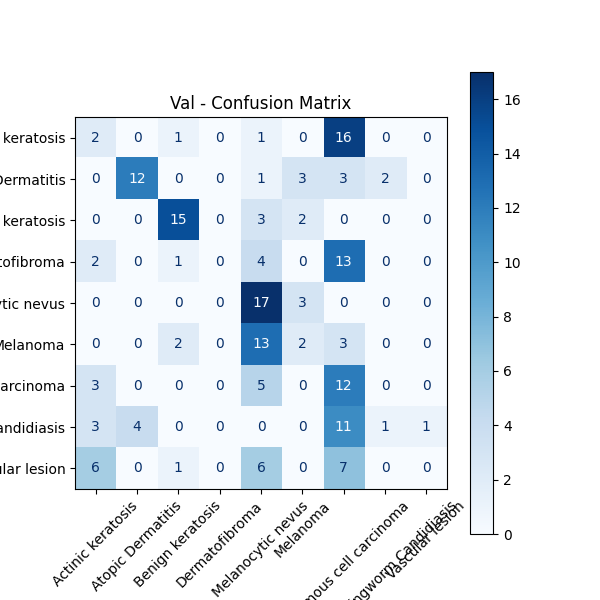 Val - Confusion Matrix
keratosis 2 0 1 0 1 0 16 0 0
Dermatitis 0 12 0 0 1 3 3 2 0
keratosis 0 0 15 0 3 2 0 0 0
tofibroma 2 0 1 0 4 0 13 0 0
ytic nevus 0 0 0 0 17 3 0 0 0
Melanoma 0 0 2 0 13 2 3 0 0
arcinoma 3 0 0 0 5 0 12 0 0
andidiasis 3 4 0 0 0 0 11 1 1
ular lesion 6 0 1 0 6 0 7 0 0
Actinic keratosis
Atopic Dermatitis
Benign keratosis
Dermatofibroma
Melanocytic nevus
Melanoma
mous cell carcinoma
ngworm Candidiasis
Vascular lesion
16
14
12
10
8
6
4
2
0